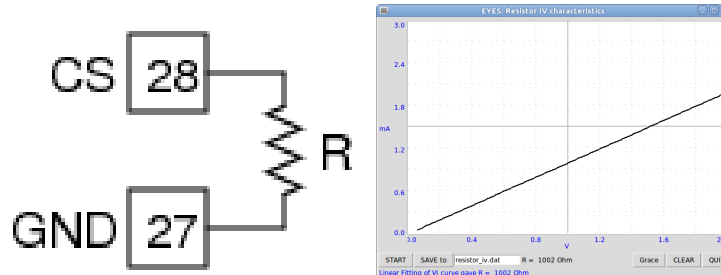 CS 28
R
GND 27
EYES: Resistor iV characteristics
3.0
2.4
1.8
mA
1.2
0.6
0.0
0.0 0.4 0.8 1.2 1.6
V
START SAVE to resistor_iv.dat R = 1002 Ohm Grace CLEAR
Linear Fitting of VI curve gave R = 1002 Ohm